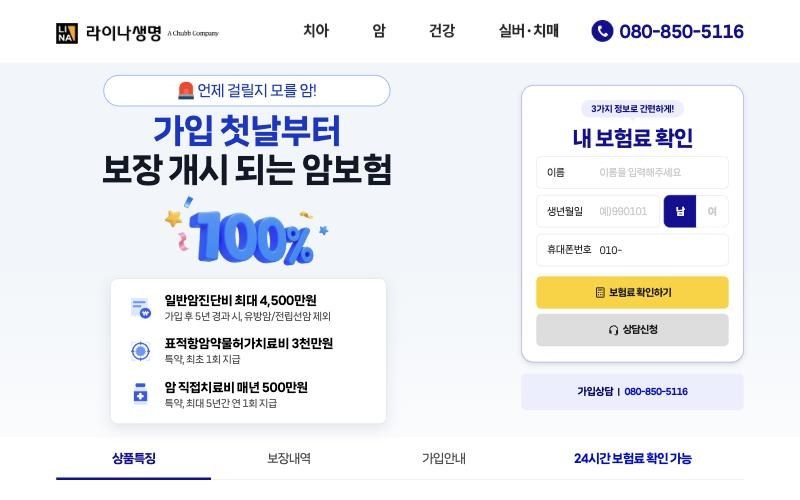 LINA 라이나생명 A Chubb Company
치아 암 건강 실버·치매
080-850-5116
언제 걸릴지 모를 암!
가입 첫날부터
보장 개시 되는 암보험
100%
일반암진단비 최대 4,500만원
가입 후 5년 경과 시, 유방암/전립선암 제외
표적항암약물허가치료비 3천만원
특약, 최초 1회 지급
암 직접치료비 매년 500만원
특약, 최대 5년간 연 1회 지급
3가지 정보로 간편하게!
내 보험료 확인
이름 이름을 입력해주세요
생년월일 예)990101 남 여
휴대폰번호 010-
보험료 확인하기
상담신청
가입상담 | 080-850-5116
상품특징 보장내역 가입안내 24시간 보험료 확인 가능